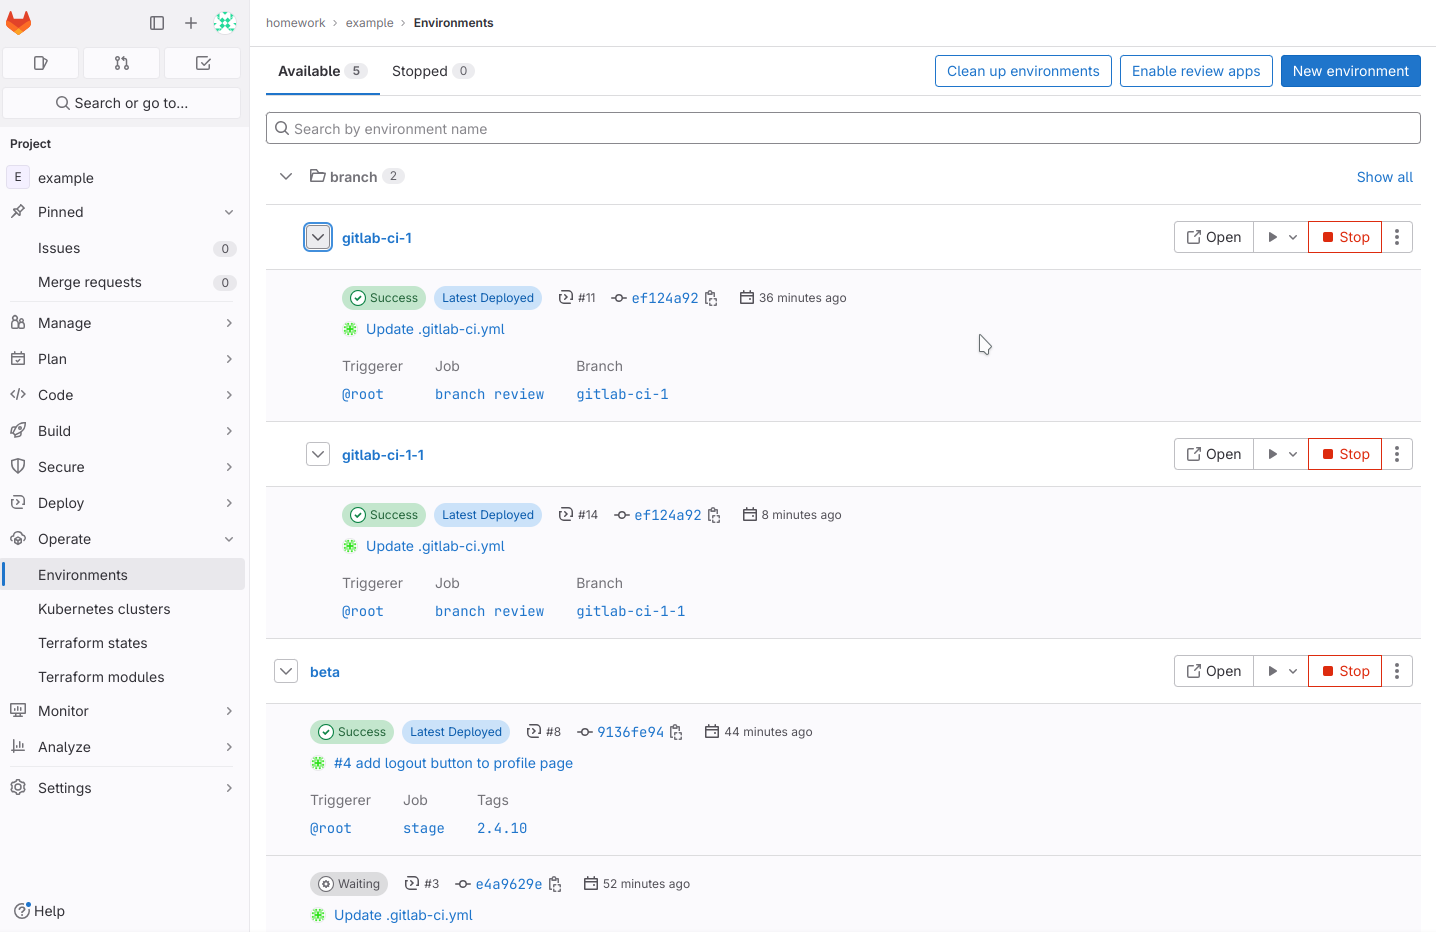 homework › example › Environments
Available 5 Stopped 0
Clean up environments Enable review apps New environment
Search or go to...
Search by environment name
Project
E example
Pinned
Issues 0
Merge requests 0
Manage
Plan
Code
Build
Secure
Deploy
Operate
Environments
Kubernetes clusters
Terraform states
Terraform modules
Monitor
Analyze
Settings
Help
branch 2 Show all
gitlab-ci-1 Open Stop
Success Latest Deployed #11 ef124a92 36 minutes ago
Update .gitlab-ci.yml
Triggerer Job Branch
@root branch review gitlab-ci-1
gitlab-ci-1-1 Open Stop
Success Latest Deployed #14 ef124a92 8 minutes ago
Update .gitlab-ci.yml
Triggerer Job Branch
@root branch review gitlab-ci-1-1
beta Open Stop
Success Latest Deployed #8 9136fe94 44 minutes ago
#4 add logout button to profile page
Triggerer Job Tags
@root stage 2.4.10
Waiting #3 e4a9629e 52 minutes ago
Update .gitlab-ci.yml